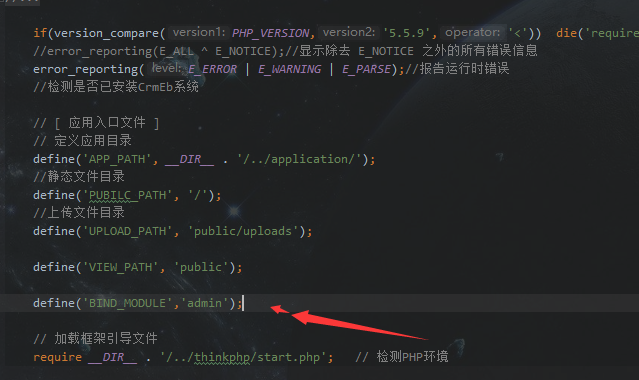 if(version_compare( version1: PHP_VERSION, version2: '5.5.9', operator: '<')) die('require
//error_reporting(E_ALL ^ E_NOTICE);//显示除去 E_NOTICE 之外的所有错误信息
error_reporting( level: E_ERROR | E_WARNING | E_PARSE);//报告运行时错误
//检测是否已安装CrmEb系统
// [ 应用入口文件 ]
// 定义应用目录
define('APP_PATH', __DIR__ . '/../application/');
//静态文件目录
define('PUBILC_PATH', '/');
//上传文件目录
define('UPLOAD_PATH', 'public/uploads');
define('VIEW_PATH', 'public');
define('BIND_MODULE','admin');
// 加载框架引导文件
require __DIR__ . '/../thinkphp/start.php'; // 检测PHP环境